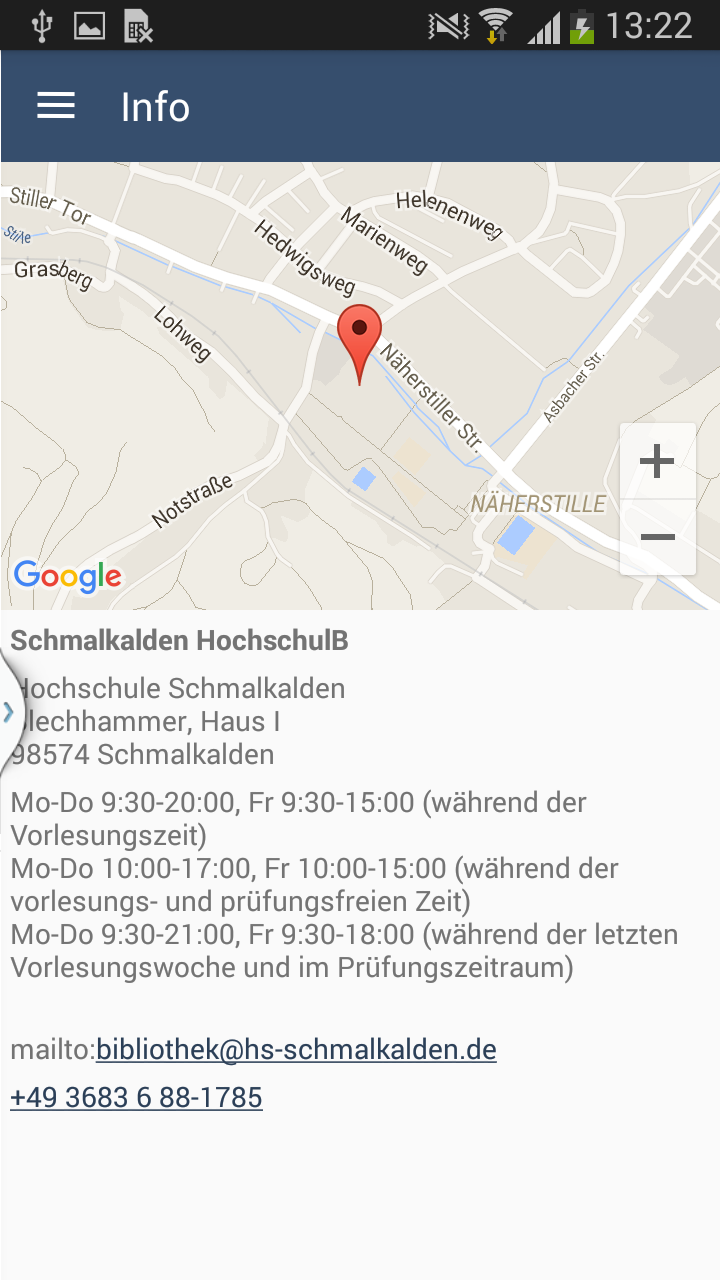 13:22
Info
Stiller Tor
Helenenweg
Marienweg
Hedwigsweg
Stille
Grasberg
Lohweg
Näherstiller Str.
Asbacher Str.
Notstraße
NÄHERSTILLE
Google
Schmalkalden HochschulB
Hochschule Schmalkalden
Blechhammer, Haus I
98574 Schmalkalden
Mo-Do 9:30-20:00, Fr 9:30-15:00 (während der
Vorlesungszeit)
Mo-Do 10:00-17:00, Fr 10:00-15:00 (während der
vorlesungs- und prüfungsfreien Zeit)
Mo-Do 9:30-21:00, Fr 9:30-18:00 (während der letzten
Vorlesungswoche und im Prüfungszeitraum)
mailto:bibliothek@hs-schmalkalden.de
+49 3683 6 88-1785